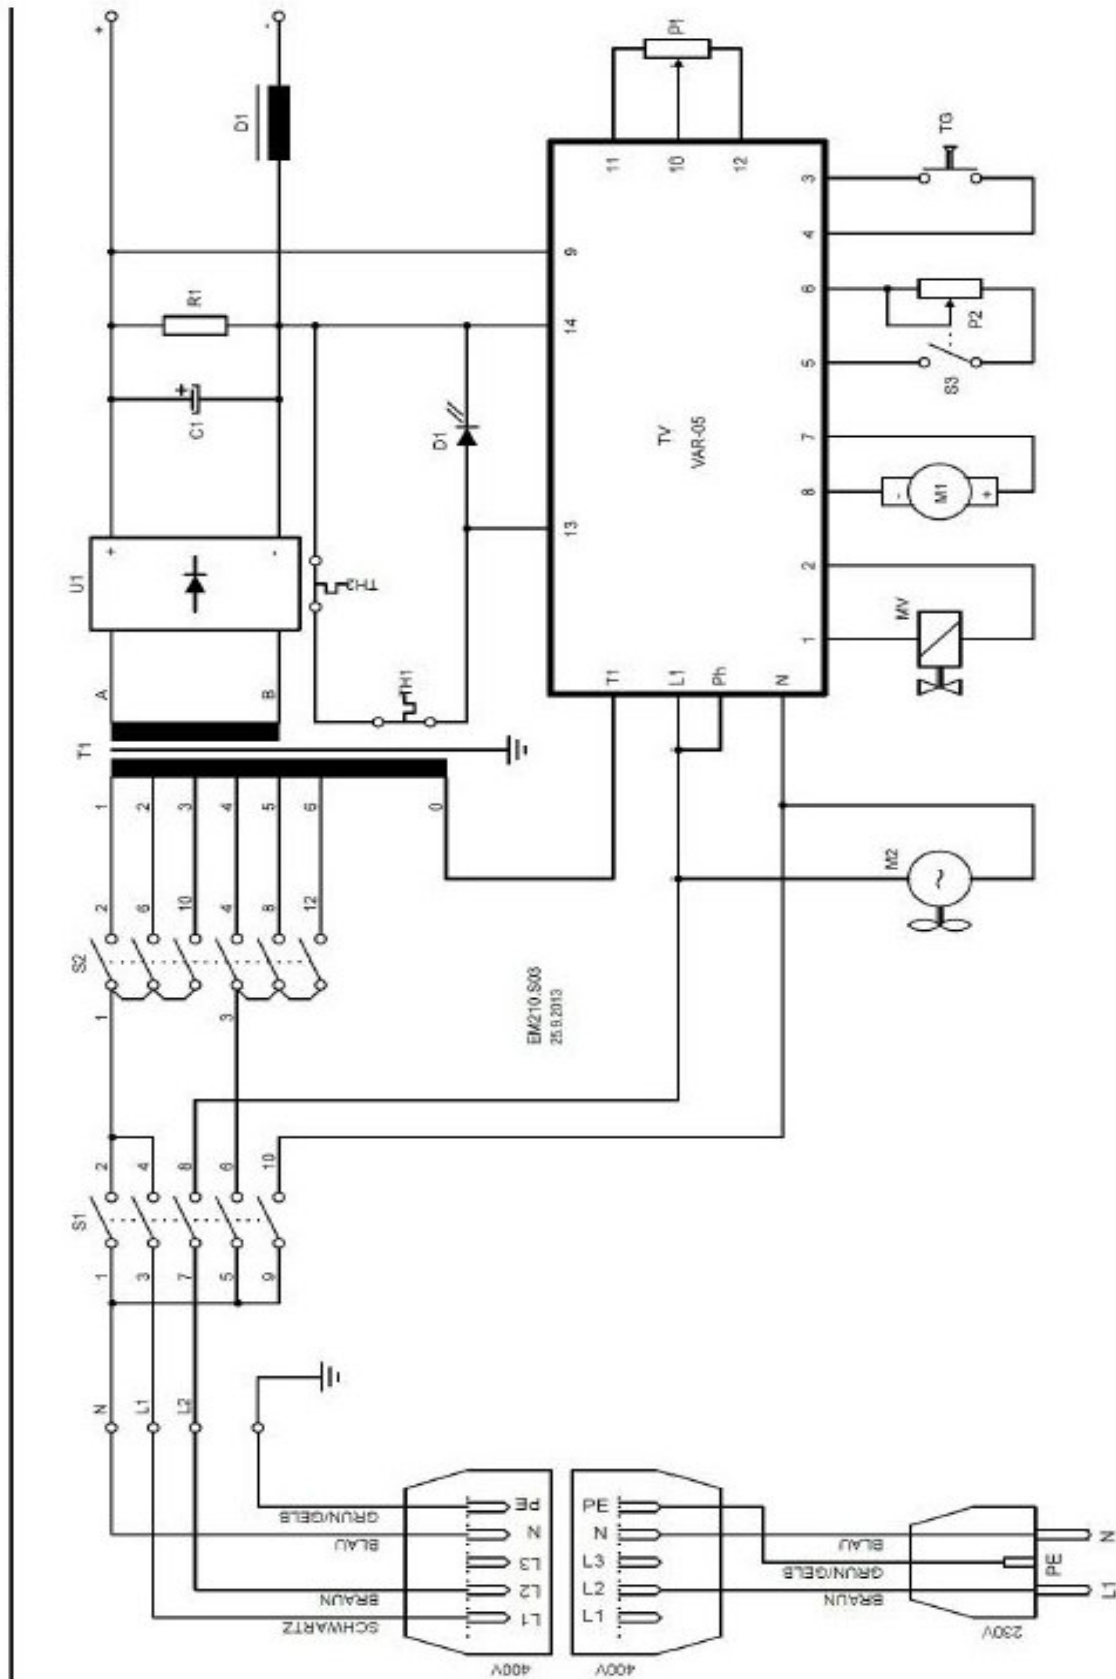 N
L1
L2
GRUN/GELB
BLAU
BRAUN
SCHWARTZ
400V
PE
N
L3
L2
L1
400V
PE
N
L3
L2
L1
BLAU
GRUN/GELB
BRAUN
230V
N
PE
L1
S1
1
3
7
5
9
2
4
8
6
10
S2
1
3
2
6
10
4
8
12
T1
1
2
3
4
5
6
0
A
B
U1
+
-
TH1
TH2
C1
+
R1
D1
D1
+
-
EM210.S03
25.9.2013
M2
~
TV
VAR-05
T1
L1
Ph
N
13
14
9
11
10
12
1
2
8
7
5
6
4
3
P1
MV
-
M1
+
S3
P2
TG